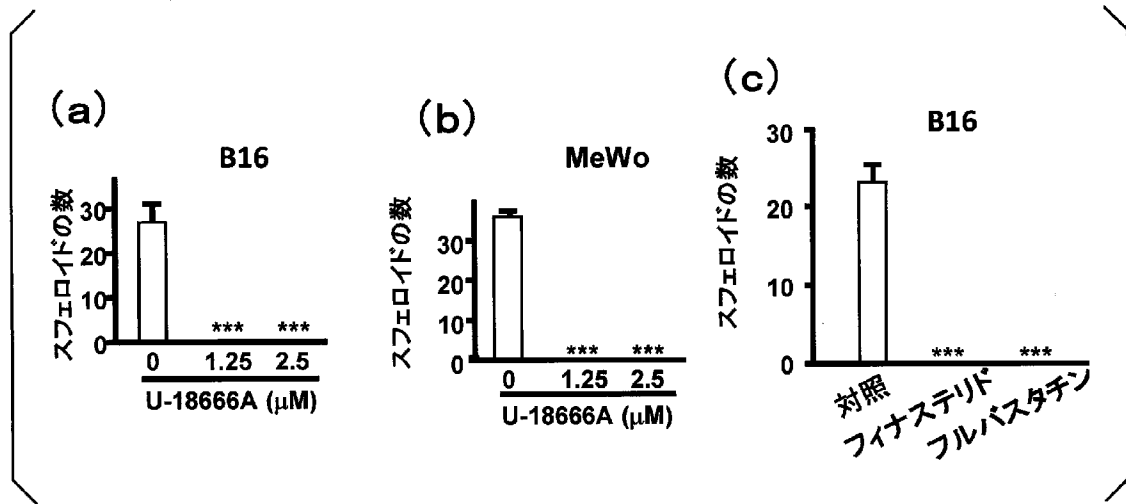 (a)
B16
スフェロイドの数
30
20
10
0
*** ***
0 1.25 2.5
U-18666A (μM)
(b)
MeWo
スフェロイドの数
30
20
10
0
*** ***
0 1.25 2.5
U-18666A (μM)
(c)
B16
スフェロイドの数
30
20
10
0
*** ***
対照
フィナステリド
フルバスタチン